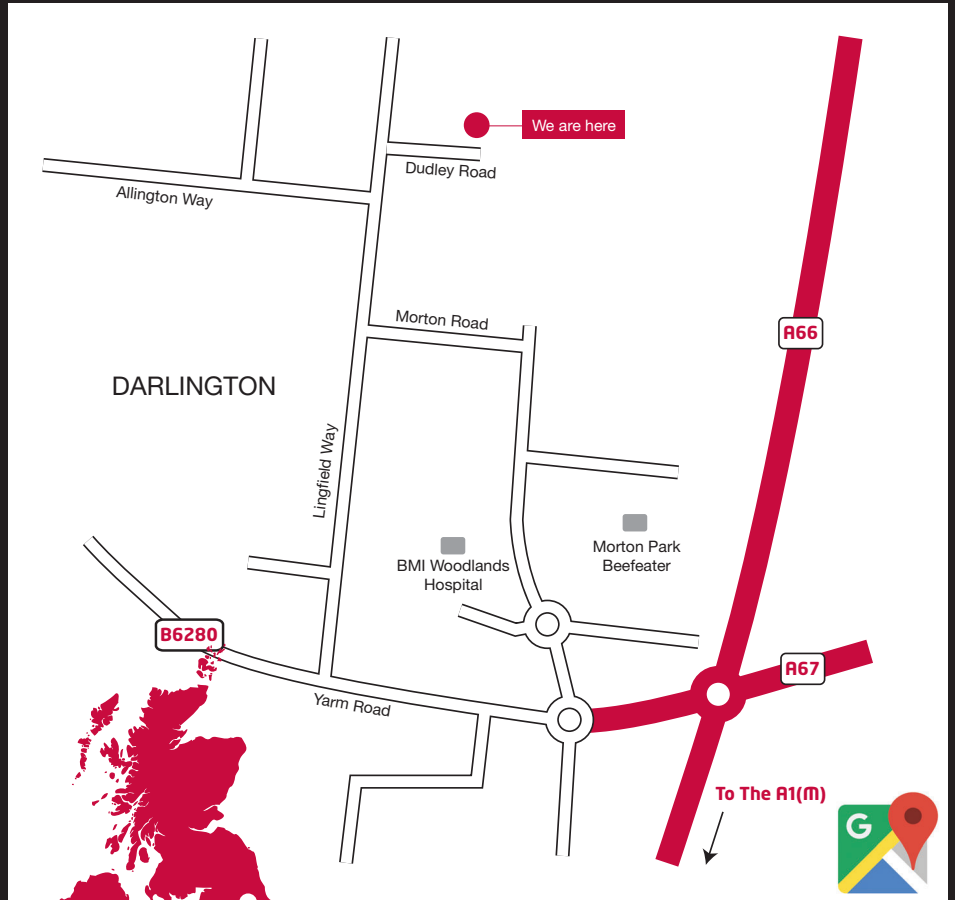 We are here
Dudley Road
Allington Way
Morton Road
A66
DARLINGTON
Lingfield Way
Morton Park
Beefeater
BMI Woodlands
Hospital
B6280
A67
Yarm Road
To The A1(M)
G